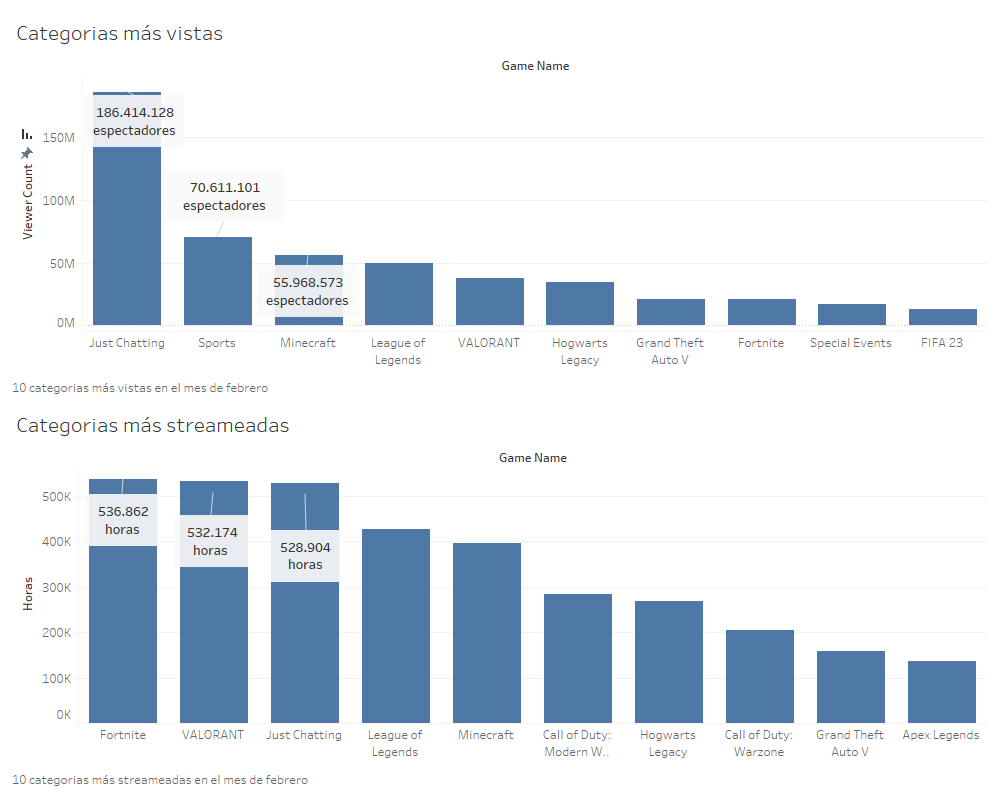 Categorias más vistas
Game Name
186.414.128
espectadores
70.611.101
espectadores
55.968.573
espectadores
Viewer Count
150M
100M
50M
0M
Just Chatting
Sports
Minecraft
League of
Legends
VALORANT
Hogwarts
Legacy
Grand Theft
Auto V
Fortnite
Special Events
FIFA 23
10 categorias más vistas en el mes de febrero
Categorias más streameadas
Game Name
536.862
horas
532.174
horas
528.904
horas
Horas
500K
400K
300K
200K
100K
0K
Fortnite
VALORANT
Just Chatting
League of
Legends
Minecraft
Call of Duty:
Modern W..
Hogwarts
Legacy
Call of Duty:
Warzone
Grand Theft
Auto V
Apex Legends
10 categorias más streameadas en el mes de febrero